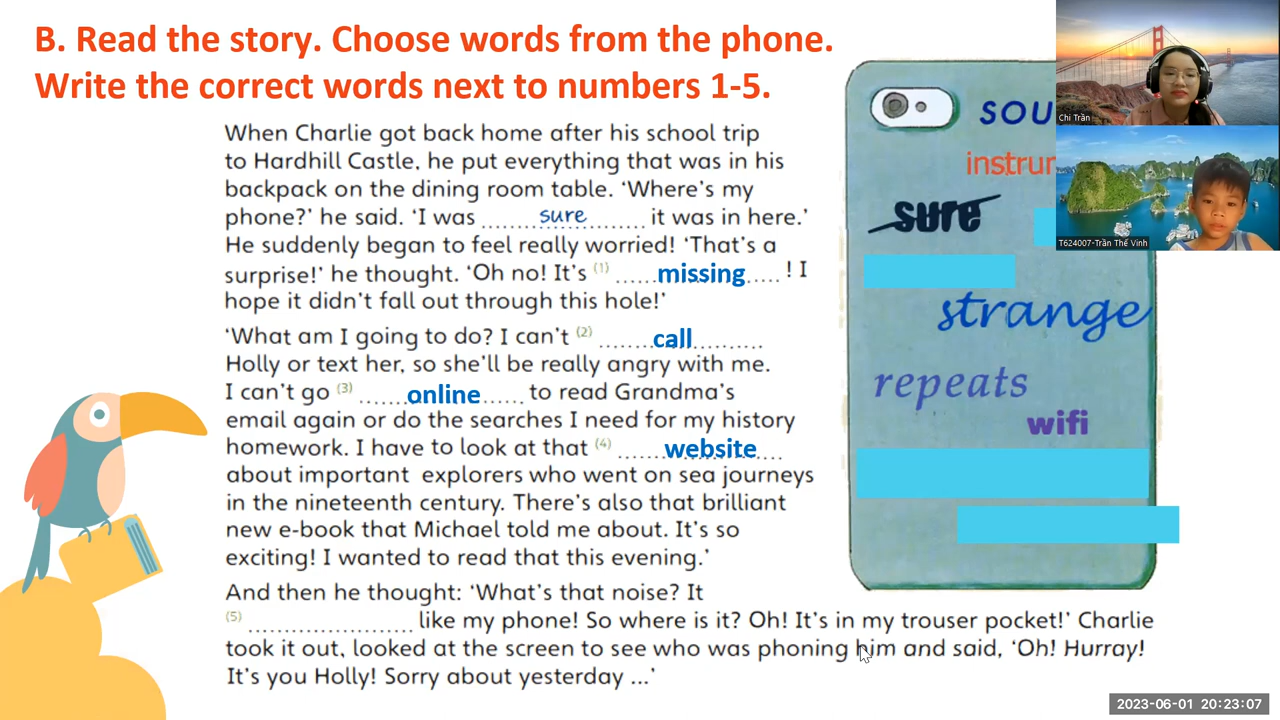 B. Read the story. Choose words from the phone.
Write the correct words next to numbers 1-5.
When Charlie got back home after his school trip
to Hardhill Castle, he put everything that was in his
backpack on the dining room table. ‘Where’s my
phone?’ he said. ‘I was ........ sure ........ it was in here.’
He suddenly began to feel really worried! ‘That’s a
surprise!’ he thought. ‘Oh no! It’s (1) ...... missing ...... ! I
hope it didn’t fall out through this hole!’
‘What am I going to do? I can’t (2) ........ call ........
Holly or text her, so she’ll be really angry with me.
I can’t go (3) ....... online ...... to read Grandma’s
email again or do the searches I need for my history
homework. I have to look at that (4) ....... website ....
about important explorers who went on sea journeys
in the nineteenth century. There’s also that brilliant
new e-book that Michael told me about. It’s so
exciting! I wanted to read that this evening.’
And then he thought: ‘What’s that noise? It
(5) ...................... like my phone! So where is it? Oh! It’s in my trouser pocket!’ Charlie
took it out, looked at the screen to see who was phoning him and said, ‘Oh! Hurray!
It’s you Holly! Sorry about yesterday ...’
sure
strange
repeats
wifi
Chi Trần
T624007-Trần Thế Vinh
2023-06-01 20:23:07